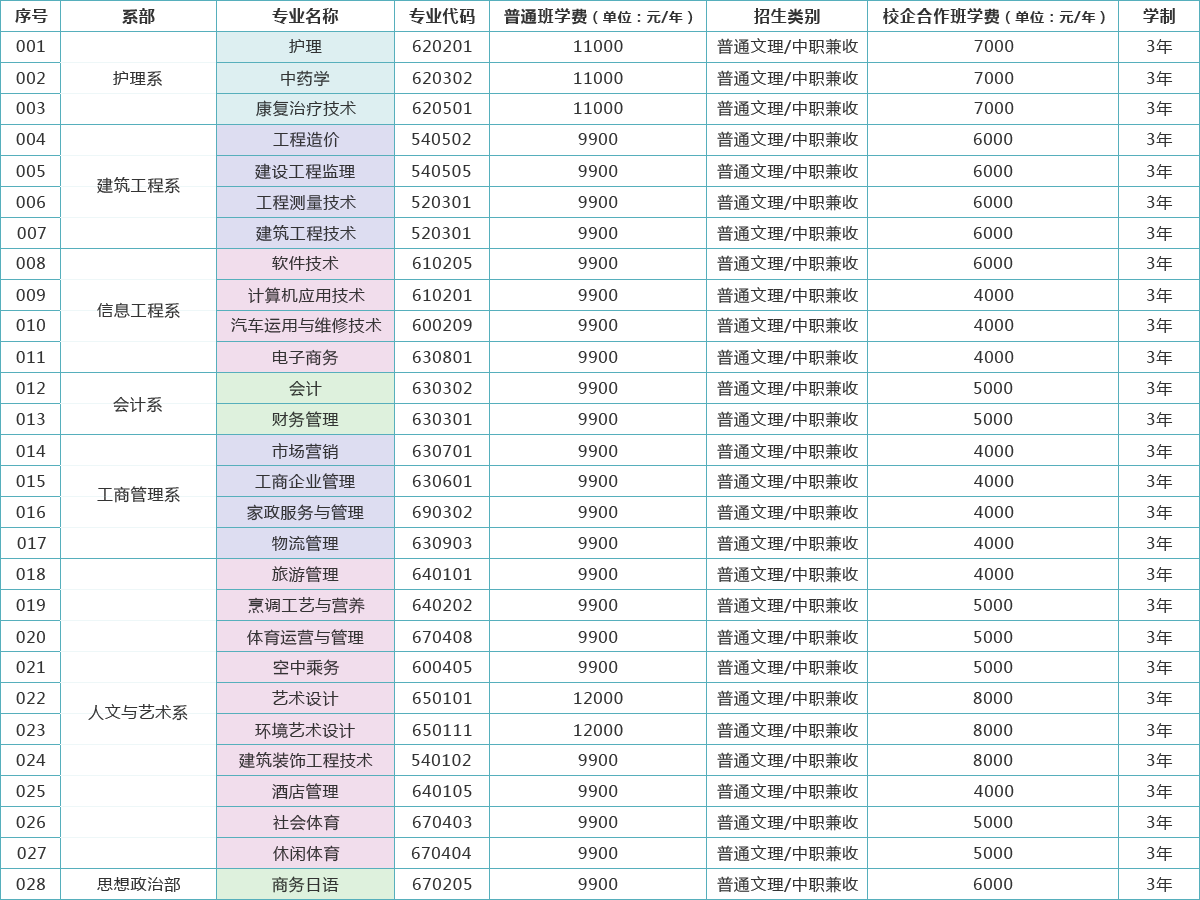 序号 系部 专业名称 专业代码 普通班学费（单位：元/年） 招生类别 校企合作班学费（单位：元/年） 学制
001 护理 620201 11000 普通文理/中职兼收 7000 3年
002 护理系 中药学 620302 11000 普通文理/中职兼收 7000 3年
003 康复治疗技术 620501 11000 普通文理/中职兼收 7000 3年
004 工程造价 540502 9900 普通文理/中职兼收 6000 3年
005 建设工程监理 540505 9900 普通文理/中职兼收 6000 3年
建筑工程系
006 工程测量技术 520301 9900 普通文理/中职兼收 6000 3年
007 建筑工程技术 520301 9900 普通文理/中职兼收 6000 3年
008 软件技术 610205 9900 普通文理/中职兼收 6000 3年
009 计算机应用技术 610201 9900 普通文理/中职兼收 4000 3年
信息工程系
010 汽车运用与维修技术 600209 9900 普通文理/中职兼收 4000 3年
011 电子商务 630801 9900 普通文理/中职兼收 4000 3年
012 会计 630302 9900 普通文理/中职兼收 5000 3年
会计系
013 财务管理 630301 9900 普通文理/中职兼收 5000 3年
014 市场营销 630701 9900 普通文理/中职兼收 4000 3年
015 工商企业管理 630601 9900 普通文理/中职兼收 4000 3年
工商管理系
016 家政服务与管理 690302 9900 普通文理/中职兼收 4000 3年
017 物流管理 630903 9900 普通文理/中职兼收 4000 3年
018 旅游管理 640101 9900 普通文理/中职兼收 4000 3年
019 烹调工艺与营养 640202 9900 普通文理/中职兼收 5000 3年
020 体育运营与管理 670408 9900 普通文理/中职兼收 5000 3年
021 空中乘务 600405 9900 普通文理/中职兼收 5000 3年
022 艺术设计 650101 12000 普通文理/中职兼收 8000 3年
人文与艺术系
023 环境艺术设计 650111 12000 普通文理/中职兼收 8000 3年
024 建筑装饰工程技术 540102 9900 普通文理/中职兼收 8000 3年
025 酒店管理 640105 9900 普通文理/中职兼收 4000 3年
026 社会体育 670403 9900 普通文理/中职兼收 5000 3年
027 休闲体育 670404 9900 普通文理/中职兼收 5000 3年
028 思想政治部 商务日语 670205 9900 普通文理/中职兼收 6000 3年